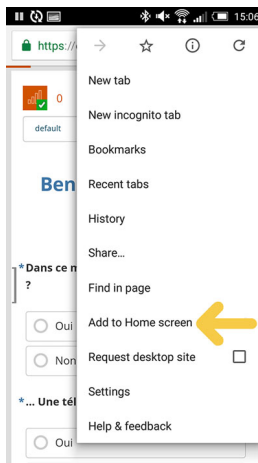 15:06
https://
0
default
Ben
*Dans ce n
?
Oui
Non
*... Une tél
Oui
New tab
New incognito tab
Bookmarks
Recent tabs
History
Share...
Find in page
Add to Home screen
Request desktop site
Settings
Help & feedback